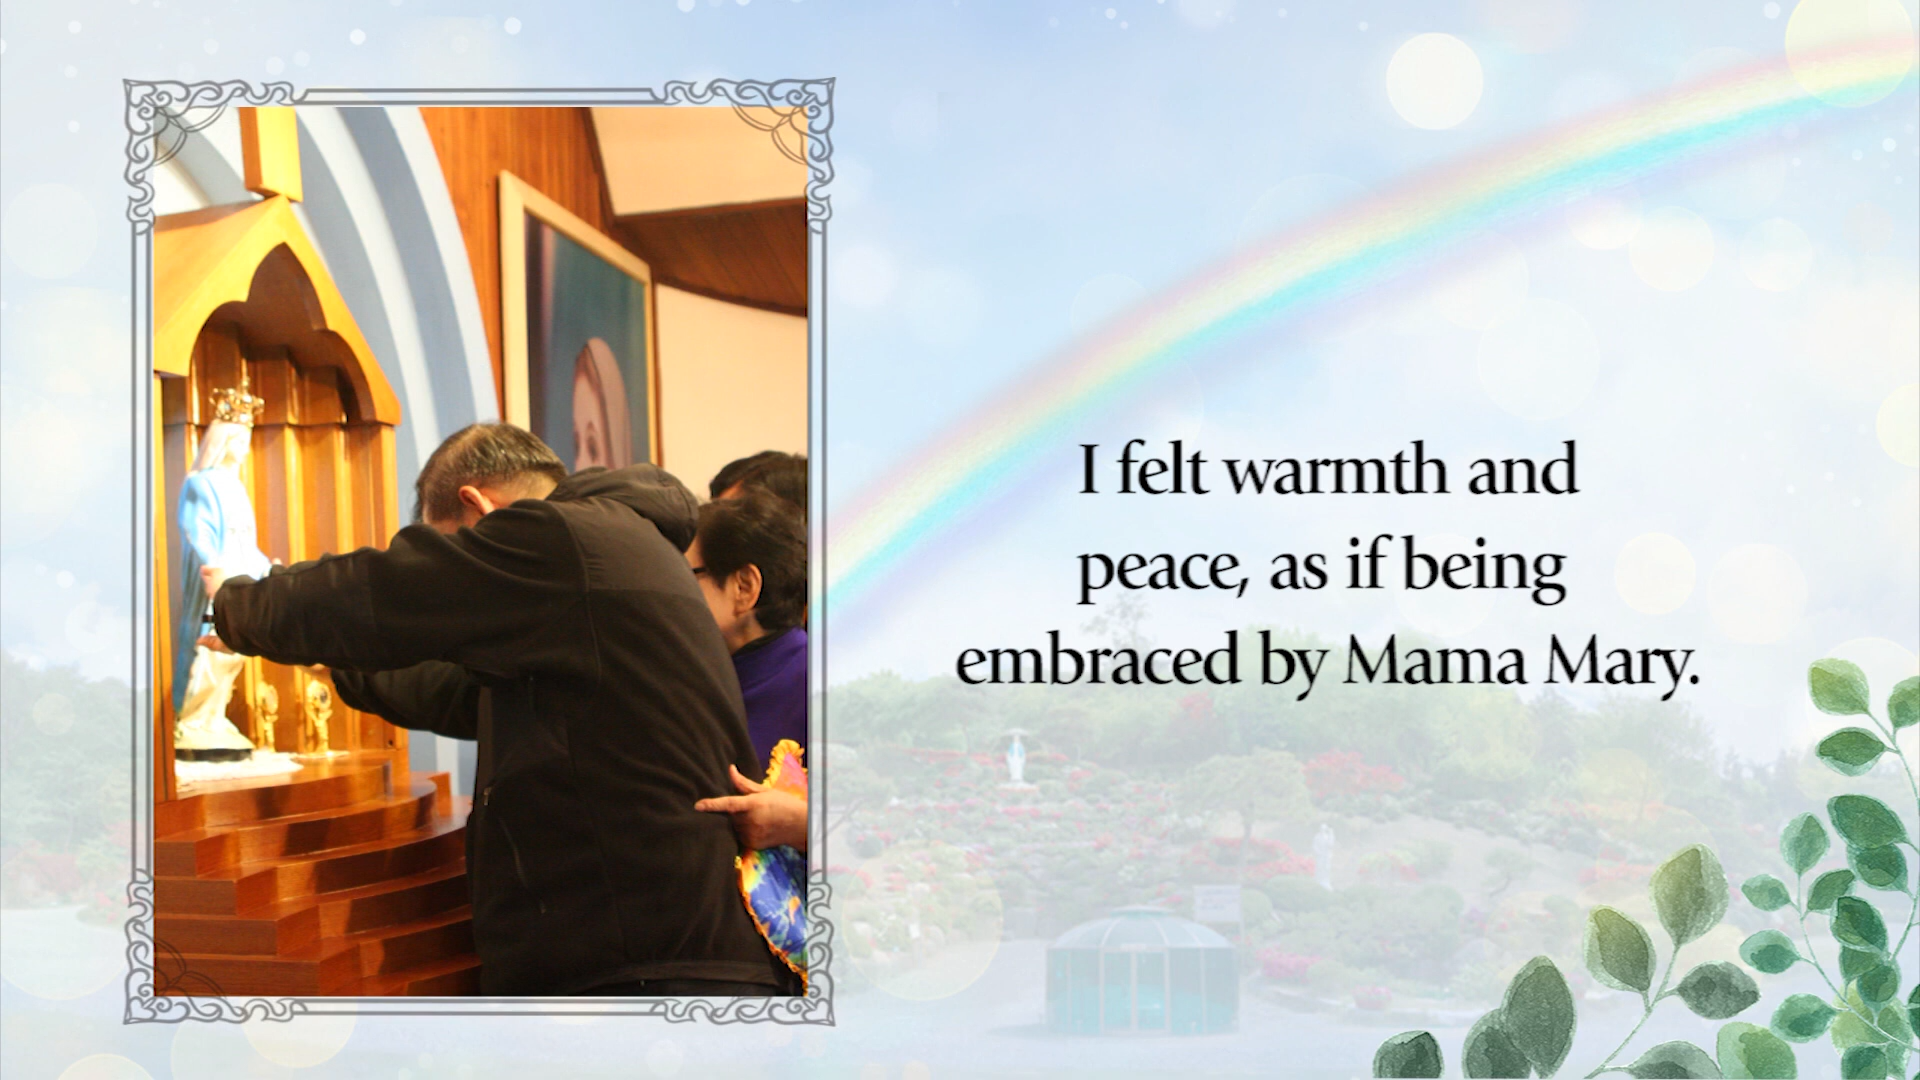 I felt warmth and
peace, as if being
embraced by Mama Mary.